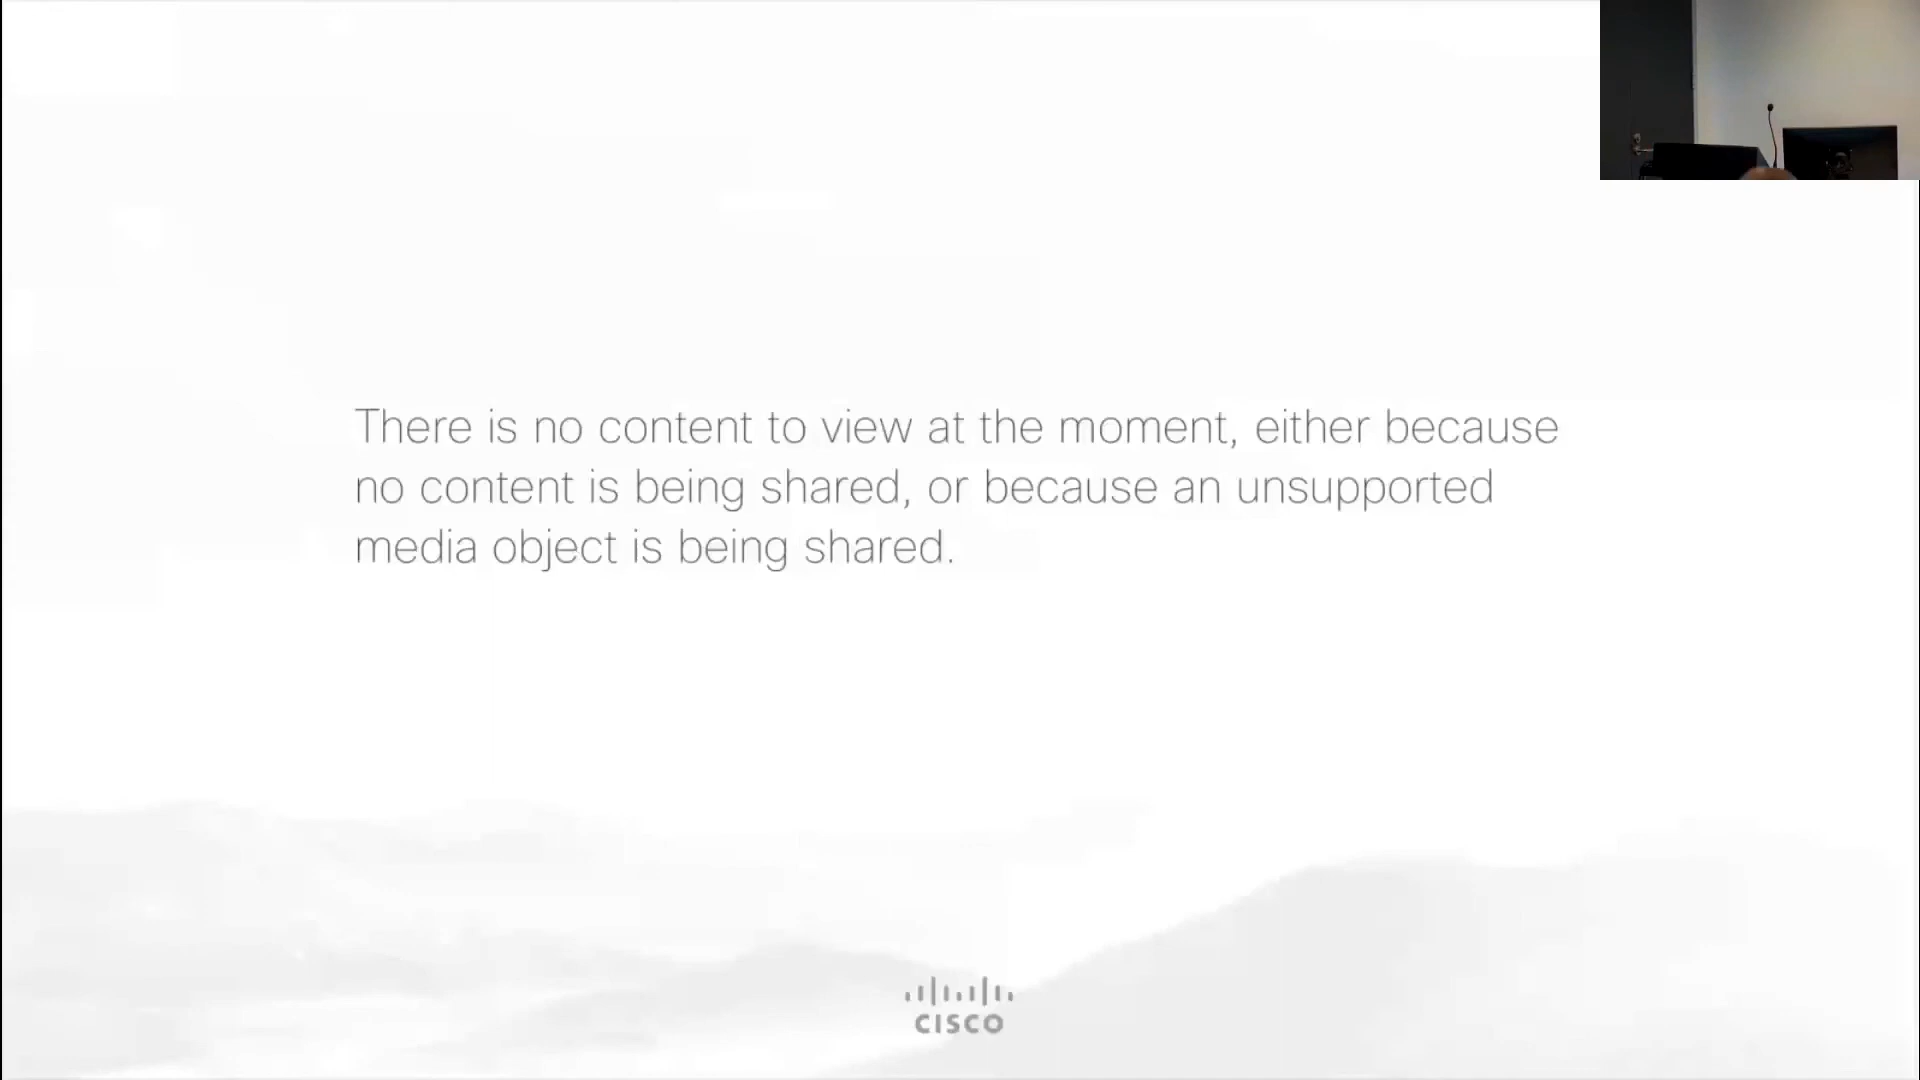 There is no content to view at the moment, either because
no content is being shared, or because an unsupported
media object is being shared.
CISCO